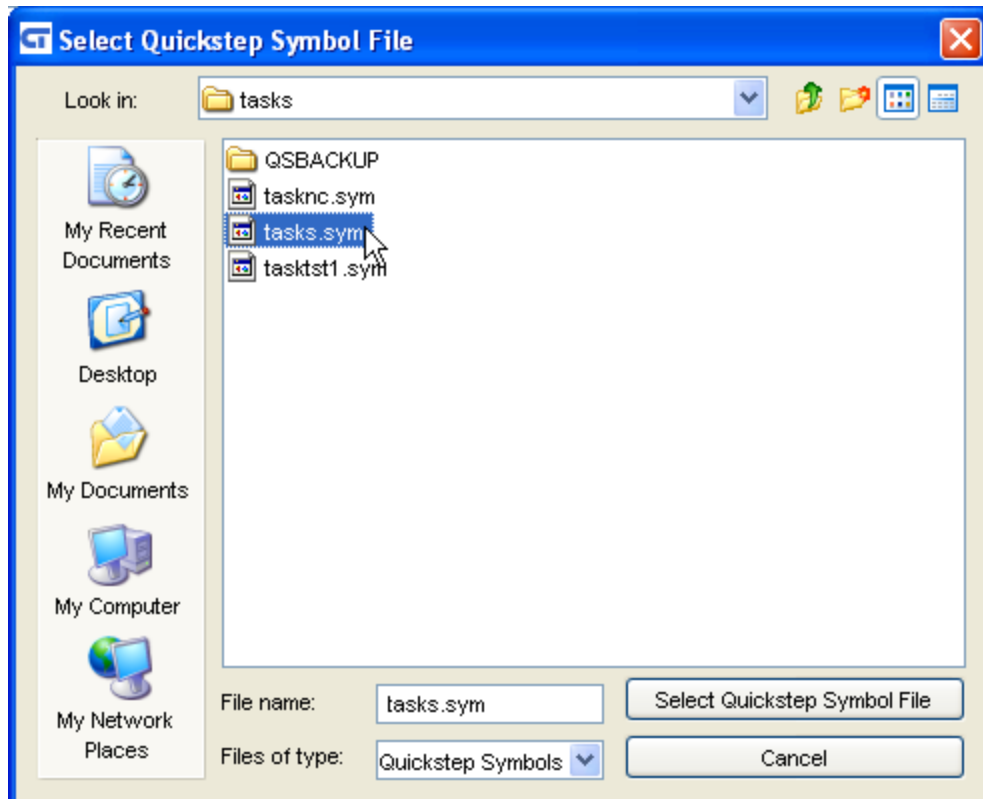 Select Quickstep Symbol File
Look in:
tasks
My Recent
Documents
Desktop
My Documents
My Computer
My Network
Places
QSBACKUP
tasknc.sym
tasks.sym
tasktst1.sym
File name:
tasks.sym
Select Quickstep Symbol File
Files of type:
Quickstep Symbols
Cancel